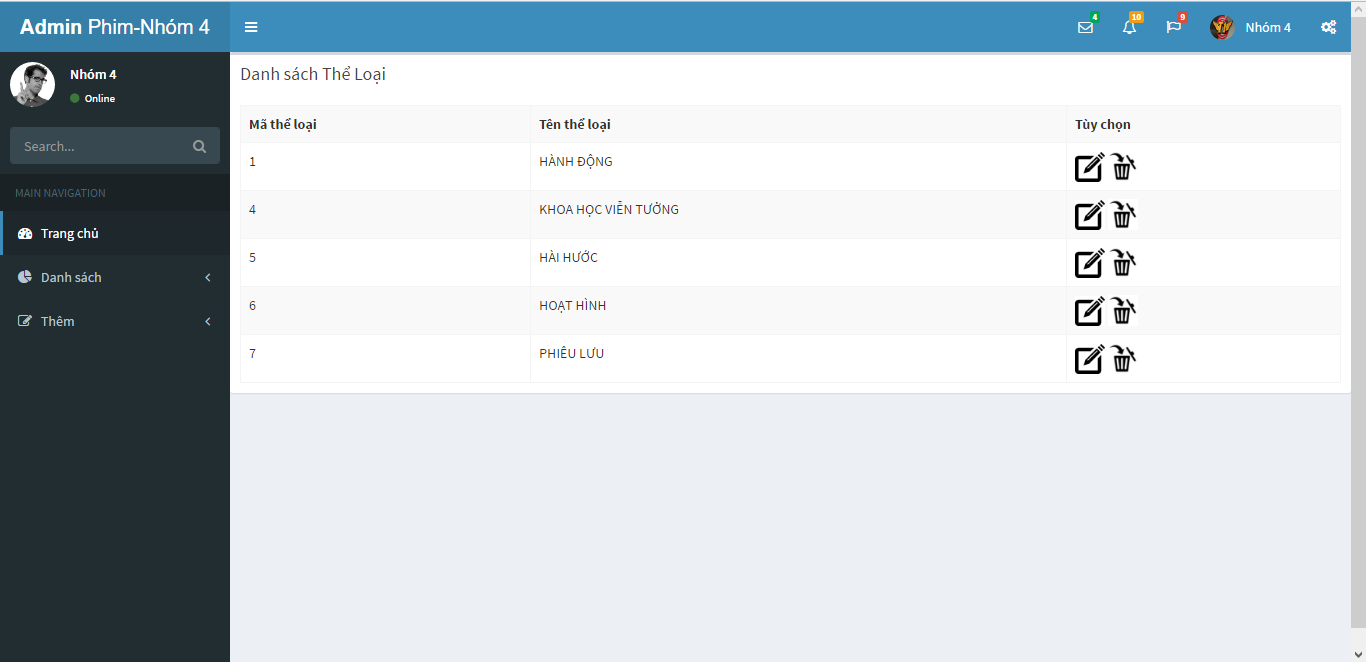 Admin Phim-Nhóm 4
4
10
9
Nhóm 4
Nhóm 4
Online
Search...
MAIN NAVIGATION
Trang chủ
Danh sách
Thêm
Danh sách Thể Loại
Mã thể loại Tên thể loại Tùy chọn
1 HÀNH ĐỘNG
4 KHOA HỌC VIỄN TƯỞNG
5 HÀI HƯỚC
6 HOẠT HÌNH
7 PHIÊU LƯU